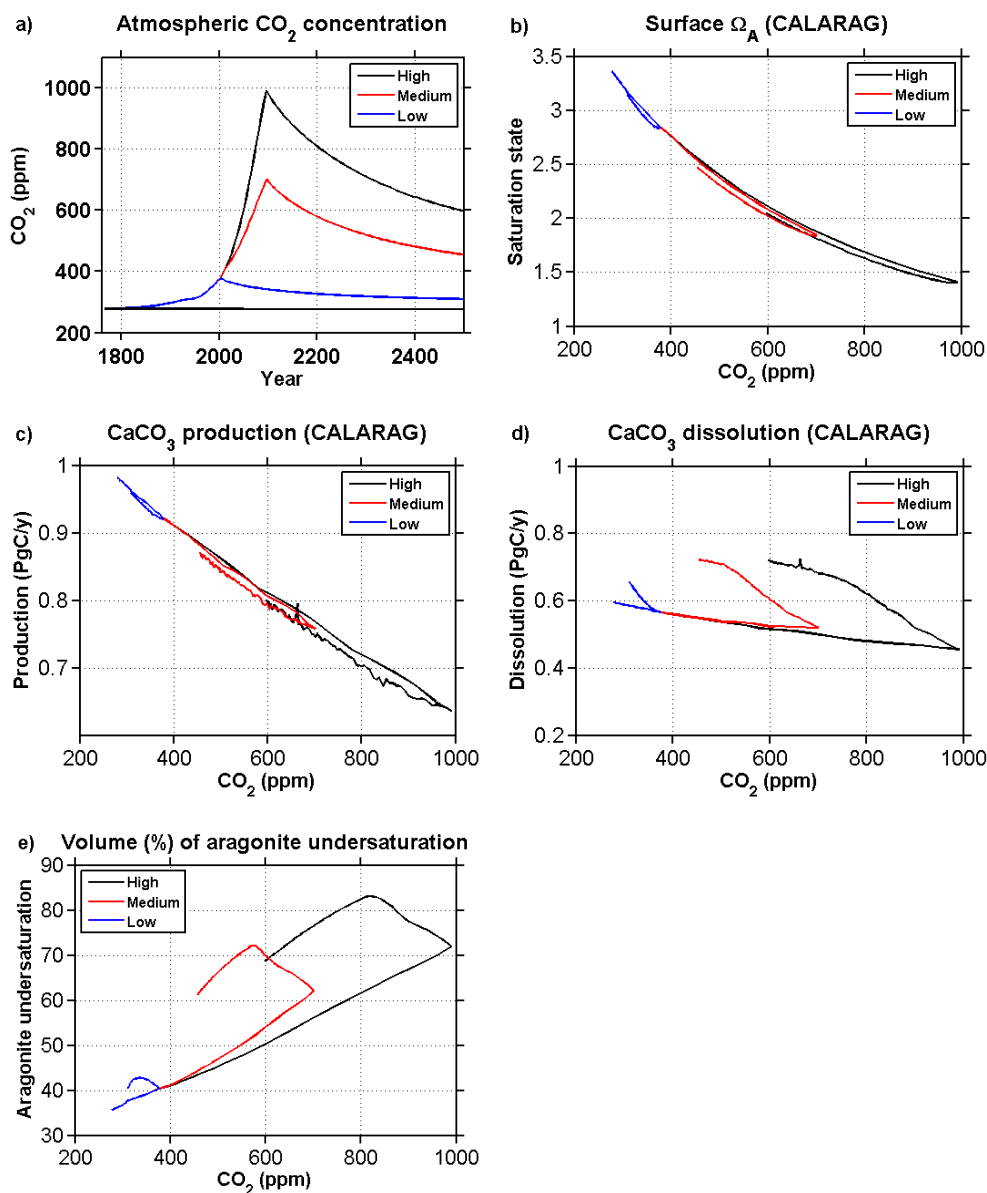 a) Atmospheric CO2 concentration
CO2 (ppm)
1000
800
600
400
200
1800 2000 2200 2400
Year
High
Medium
Low
b) Surface ΩA (CALARAG)
Saturation state
3.5
3
2.5
2
1.5
1
200 400 600 800 1000
CO2 (ppm)
High
Medium
Low
c) CaCO3 production (CALARAG)
Production (PgC/y)
1
0.9
0.8
0.7
200 400 600 800 1000
CO2 (ppm)
High
Medium
Low
d) CaCO3 dissolution (CALARAG)
Dissolution (PgC/y)
1
0.8
0.6
0.4
0.2
200 400 600 800 1000
CO2 (ppm)
High
Medium
Low
e) Volume (%) of aragonite undersaturation
Aragonite undersaturation
90
80
70
60
50
40
30
200 400 600 800 1000
CO2 (ppm)
High
Medium
Low